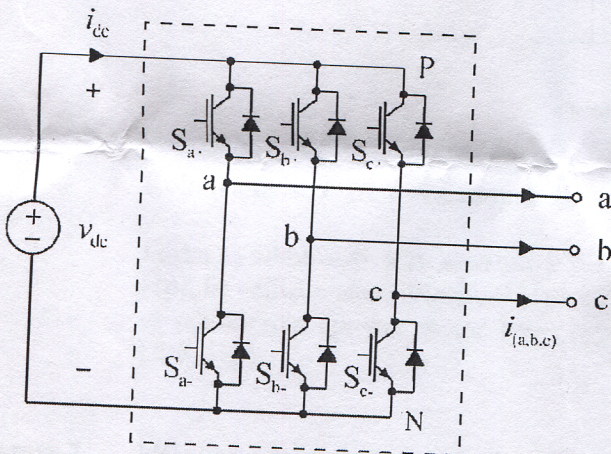 i_dc
+
P
S_a+ S_b+ S_c+
a
a
+
−
v_dc
b
b
c
c
i_(a,b,c)
S_a- S_b- S_c-
−
N